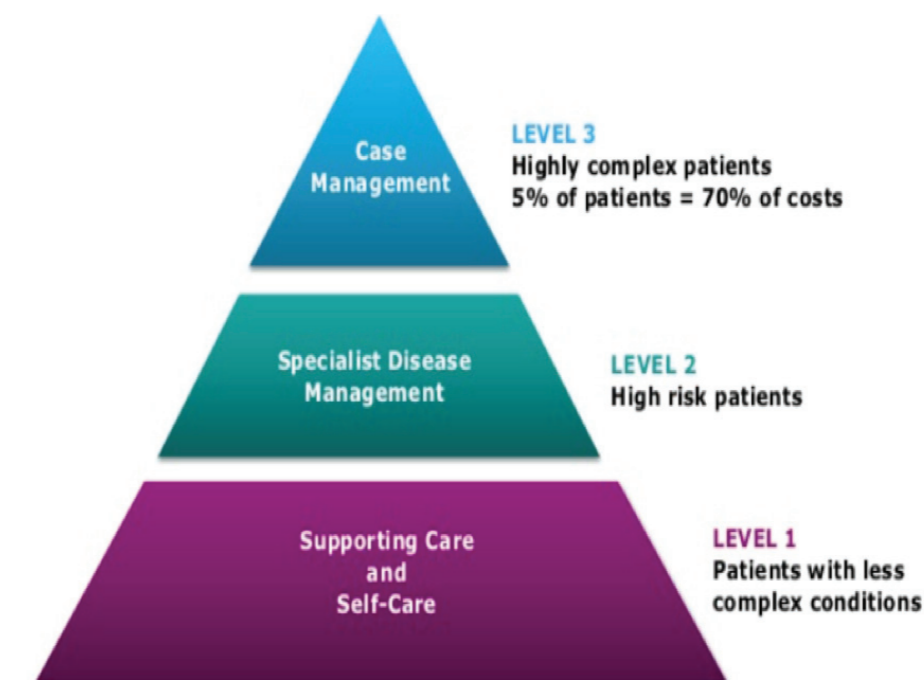 Case
Management
LEVEL 3
Highly complex patients
5% of patients = 70% of costs
Specialist Disease
Management
LEVEL 2
High risk patients
Supporting Care
and
Self-Care
LEVEL 1
Patients with less
complex conditions